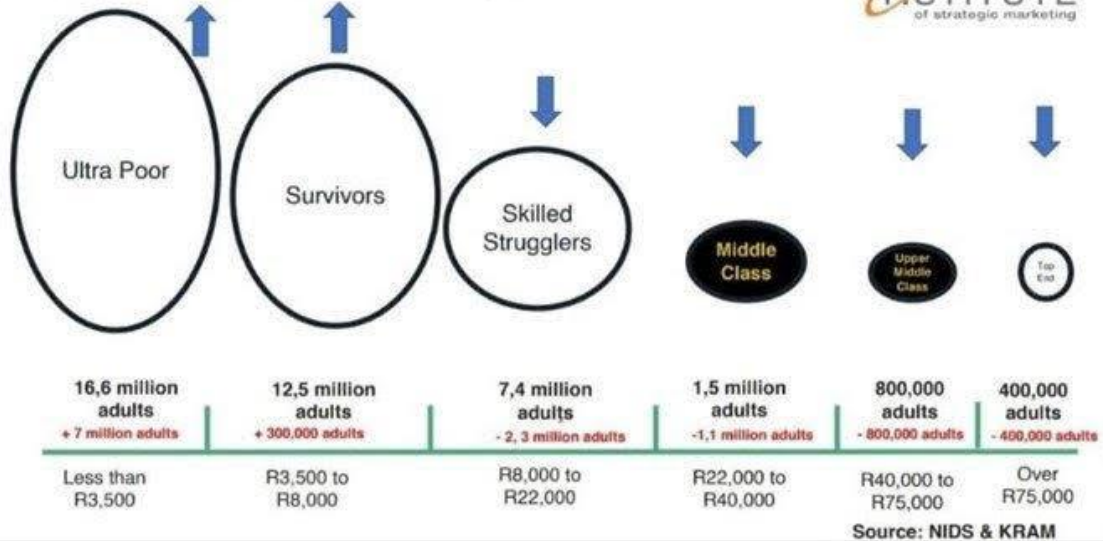 of strategic marketing
Ultra Poor
Survivors
Skilled
Strugglers
Middle
Class
Upper
Middle
Class
Top
End
16,6 million
adults
+ 7 million adults
12,5 million
adults
+ 300,000 adults
7,4 million
adults
- 2, 3 million adults
1,5 million
adults
-1,1 million adults
800,000
adults
- 800,000 adults
400,000
adults
- 400,000 adults
Less than
R3,500
R3,500 to
R8,000
R8,000 to
R22,000
R22,000 to
R40,000
R40,000 to
R75,000
Over
R75,000
Source: NIDS & KRAM